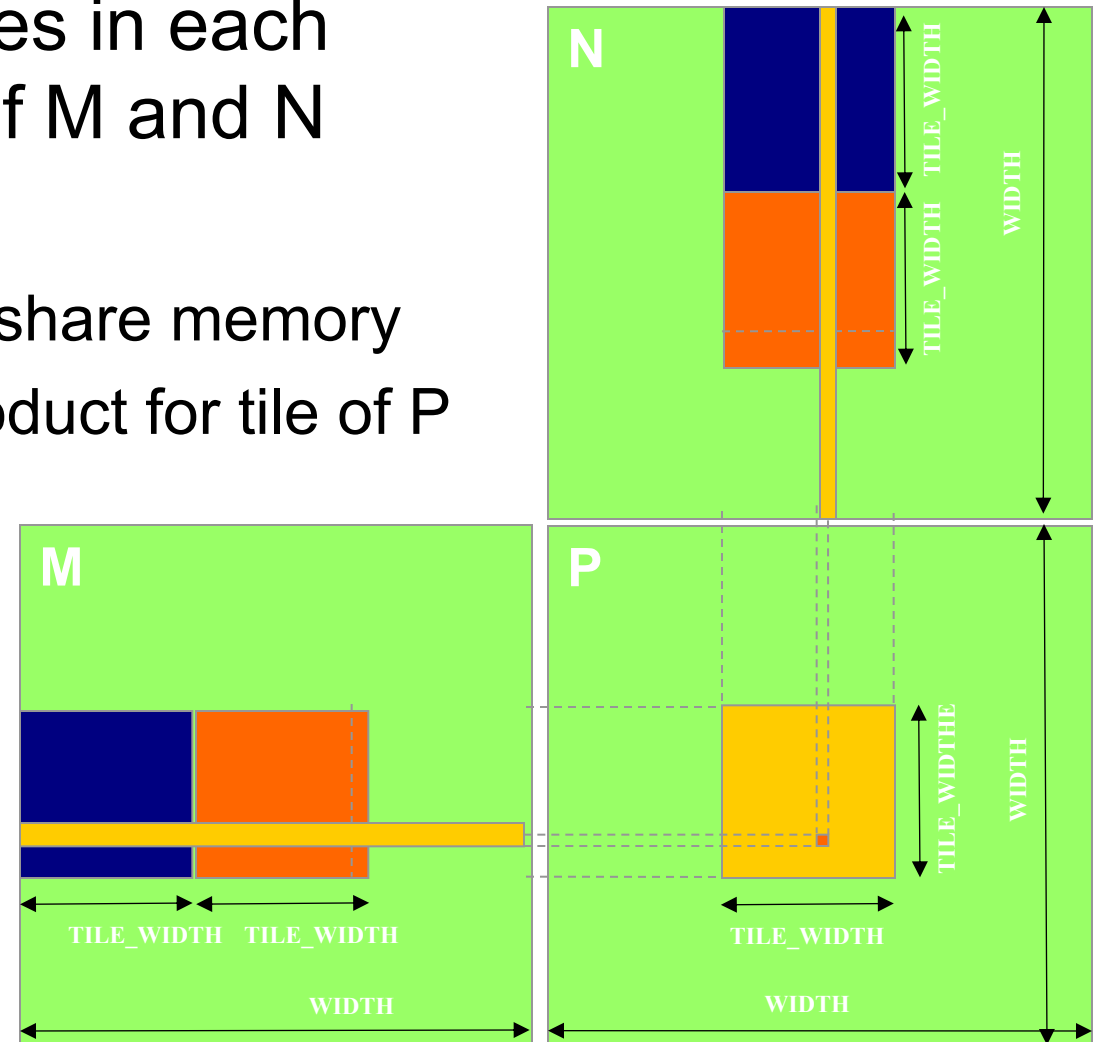 es in each
f M and N
share memory
oduct for tile of P
N
TILE_WIDTH
WIDTH
TILE_WIDTH
M
P
TILE_WIDTHE
WIDTH
TILE_WIDTH TILE_WIDTH
TILE_WIDTH
WIDTH
WIDTH